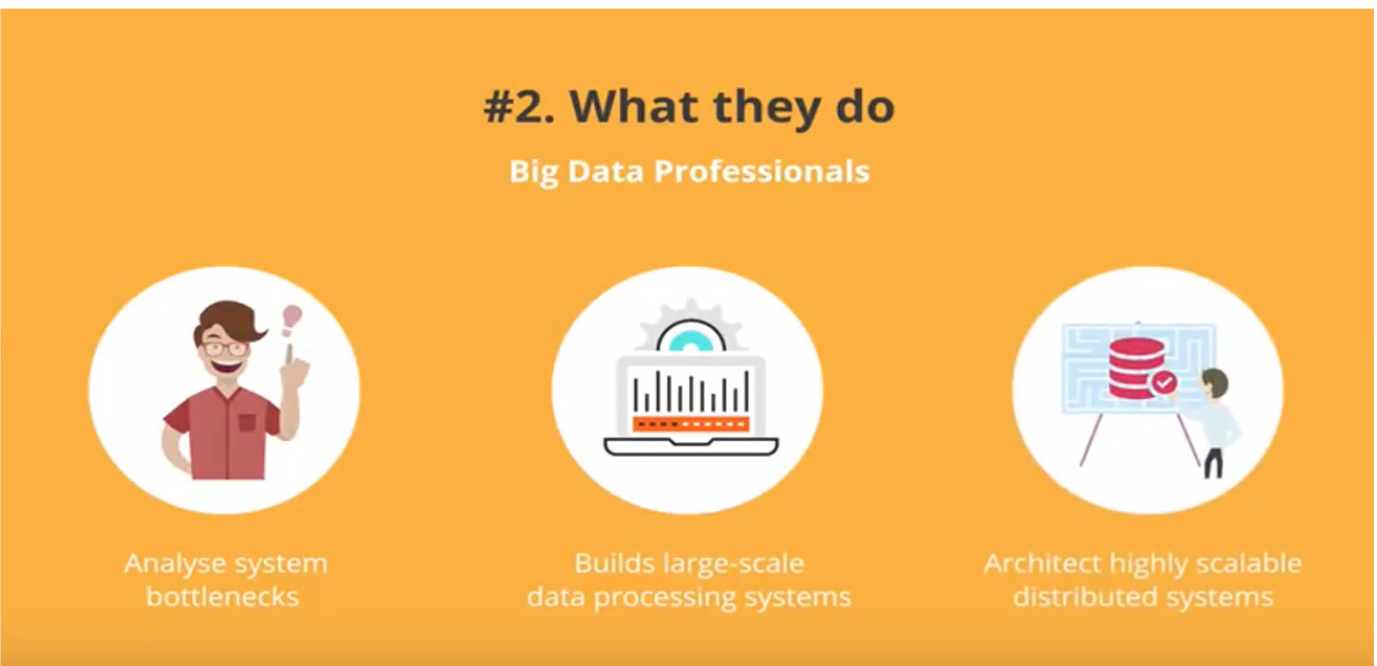 #2. What they do
Big Data Professionals
Analyse system
bottlenecks
Builds large-scale
data processing systems
Architect highly scalable
distributed systems